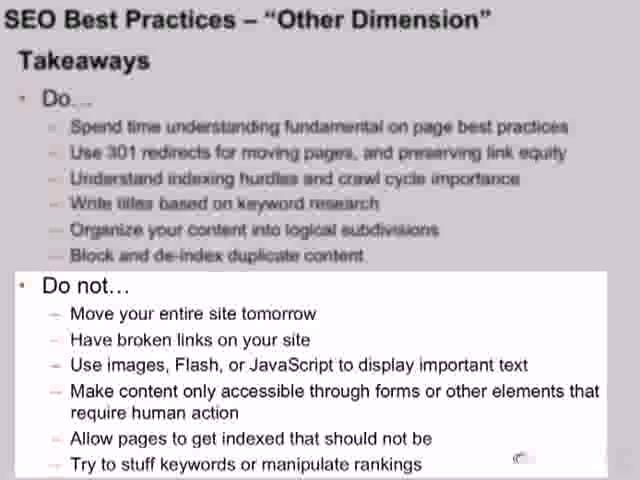 SEO Best Practices – “Other Dimension”
Takeaways
• Do…
– Spend time understanding fundamental on page best practices
– Use 301 redirects for moving pages, and preserving link equity
– Understand indexing hurdles and crawl cycle importance
– Write titles based on keyword research
– Organize your content into logical subdivisions
– Block and de-index duplicate content
• Do not…
– Move your entire site tomorrow
– Have broken links on your site
– Use images, Flash, or JavaScript to display important text
– Make content only accessible through forms or other elements that
require human action
– Allow pages to get indexed that should not be
– Try to stuff keywords or manipulate rankings